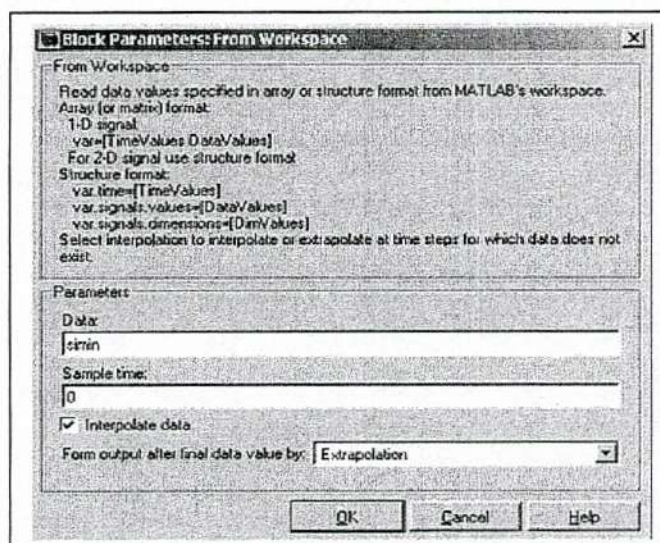 Block Parameters: From Workspace
From Workspace
Read data values specified in array or structure format from MATLAB's workspace.
Array (or matrix) format:
1-D signal:
var=[TimeValues DataValues]
For 2-D signal use structure format
Structure format:
var.time=[TimeValues]
var.signals.values=[DataValues]
var.signals.dimensions=[DimValues]
Select interpolation to interpolate or extrapolate at time steps for which data does not
exist.
Parameters
Data:
simin
Sample time:
0
Interpolate data
Form output after final data value by: Extrapolation
OK Cancel Help